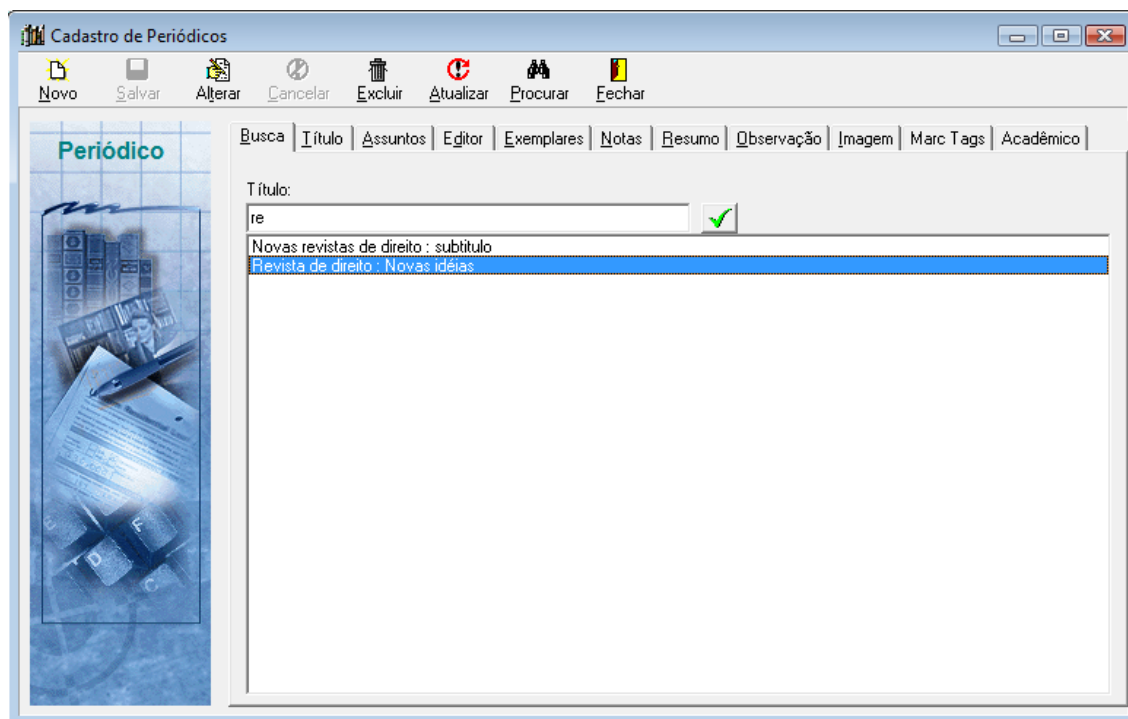 Cadastro de Periódicos
Novo Salvar Alterar Cancelar Excluir Atualizar Procurar Fechar
Periódico
Busca Título Assuntos Editor Exemplares Notas Resumo Observação Imagem Marc Tags Acadêmico
Título:
re
Novas revistas de direito : subtitulo
Revista de direito : Novas idéias